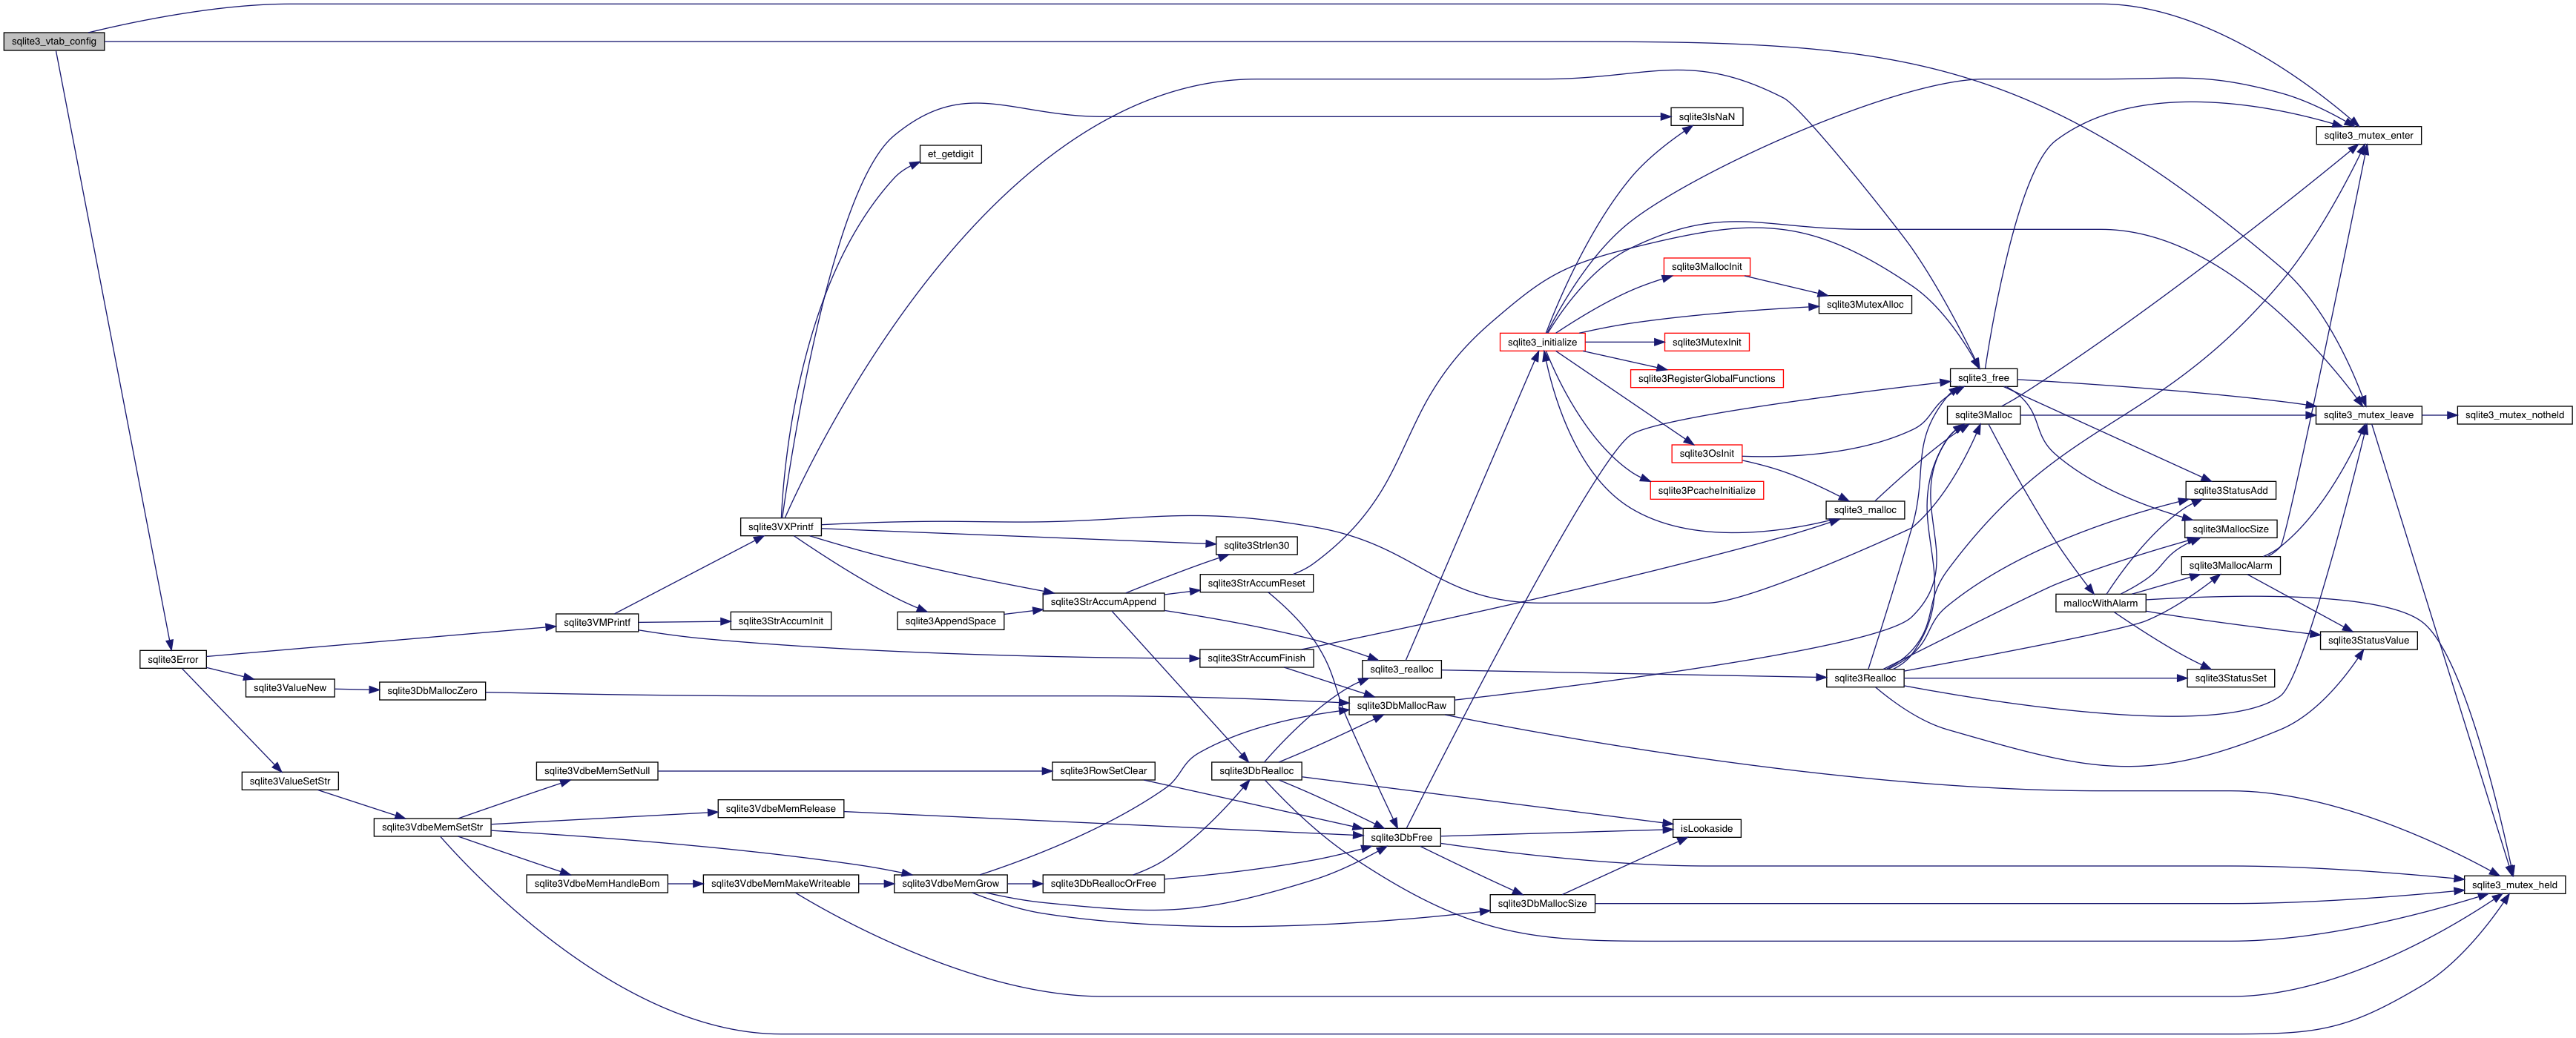 sqlite3_vtab_config
sqlite3IsNaN
sqlite3_mutex_enter
et_getdigit
sqlite3MallocInit
sqlite3MutexAlloc
sqlite3_initialize
sqlite3MutexInit
sqlite3RegisterGlobalFunctions
sqlite3_free
sqlite3Malloc
sqlite3_mutex_leave
sqlite3_mutex_notheld
sqlite3OsInit
sqlite3PcacheInitialize
sqlite3StatusAdd
sqlite3_malloc
sqlite3VXPrintf
sqlite3MallocSize
sqlite3Strlen30
sqlite3MallocAlarm
sqlite3StrAccumReset
sqlite3StrAccumAppend
mallocWithAlarm
sqlite3VMPrintf
sqlite3StrAccumInit
sqlite3AppendSpace
sqlite3StatusValue
sqlite3Error
sqlite3StrAccumFinish
sqlite3_realloc
sqlite3Realloc
sqlite3StatusSet
sqlite3ValueNew
sqlite3DbMallocZero
sqlite3DbMallocRaw
sqlite3ValueSetStr
sqlite3VdbeMemSetNull
sqlite3RowSetClear
sqlite3DbRealloc
sqlite3VdbeMemRelease
sqlite3VdbeMemSetStr
isLookaside
sqlite3DbFree
sqlite3VdbeMemHandleBom
sqlite3VdbeMemMakeWriteable
sqlite3VdbeMemGrow
sqlite3DbReallocOrFree
sqlite3_mutex_held
sqlite3DbMallocSize